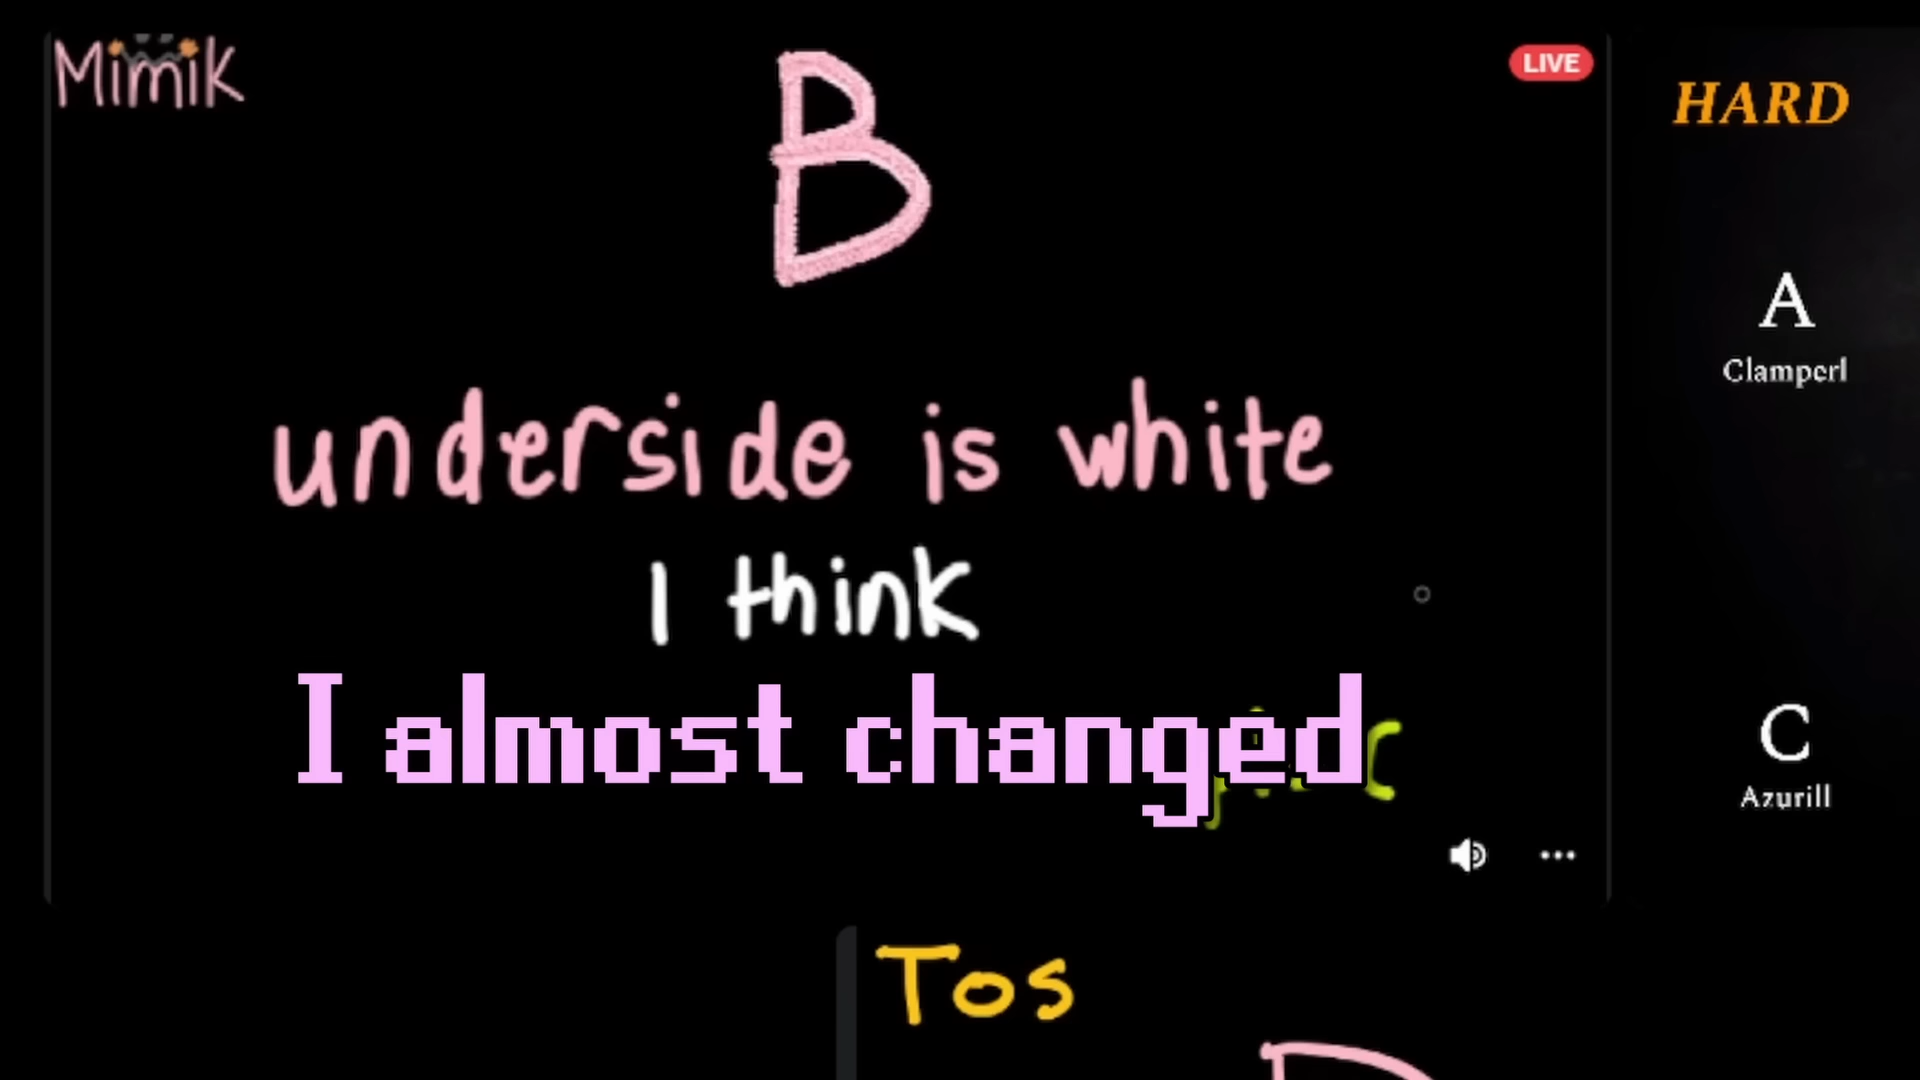 Mimik
LIVE
HARD
B
A
Clamperl
underside is white
I think
I almost changed
C
Azurill
Tos